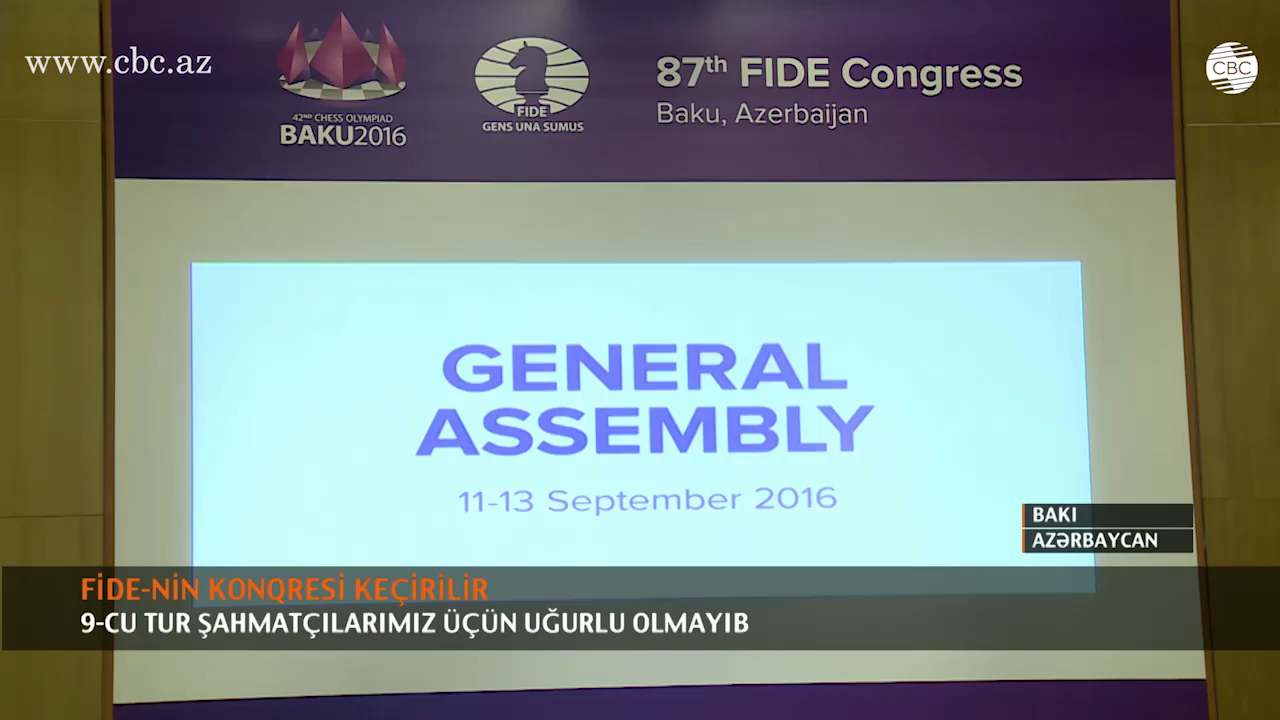 www.cbc.az
42ND CHESS OLYMPIAD
BAKU2016
FIDE
GENS UNA SUMUS
87th FIDE Congress
Baku, Azerbaijan
CBC
GENERAL
ASSEMBLY
11-13 September 2016
BAKI
AZƏRBAYCAN
FİDE-NİN KONQRESİ KEÇİRİLİR
9-CU TUR ŞAHMATÇILARIMIZ ÜÇÜN UĞURLU OLMAYIB